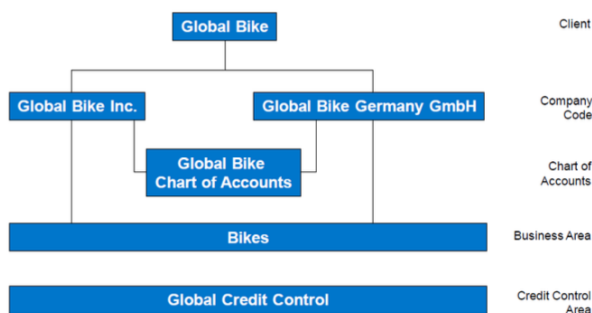 Global Bike
Client
Global Bike Inc.
Global Bike Germany GmbH
Company
Code
Global Bike
Chart of Accounts
Chart of
Accounts
Bikes
Business Area
Global Credit Control
Credit Control
Area